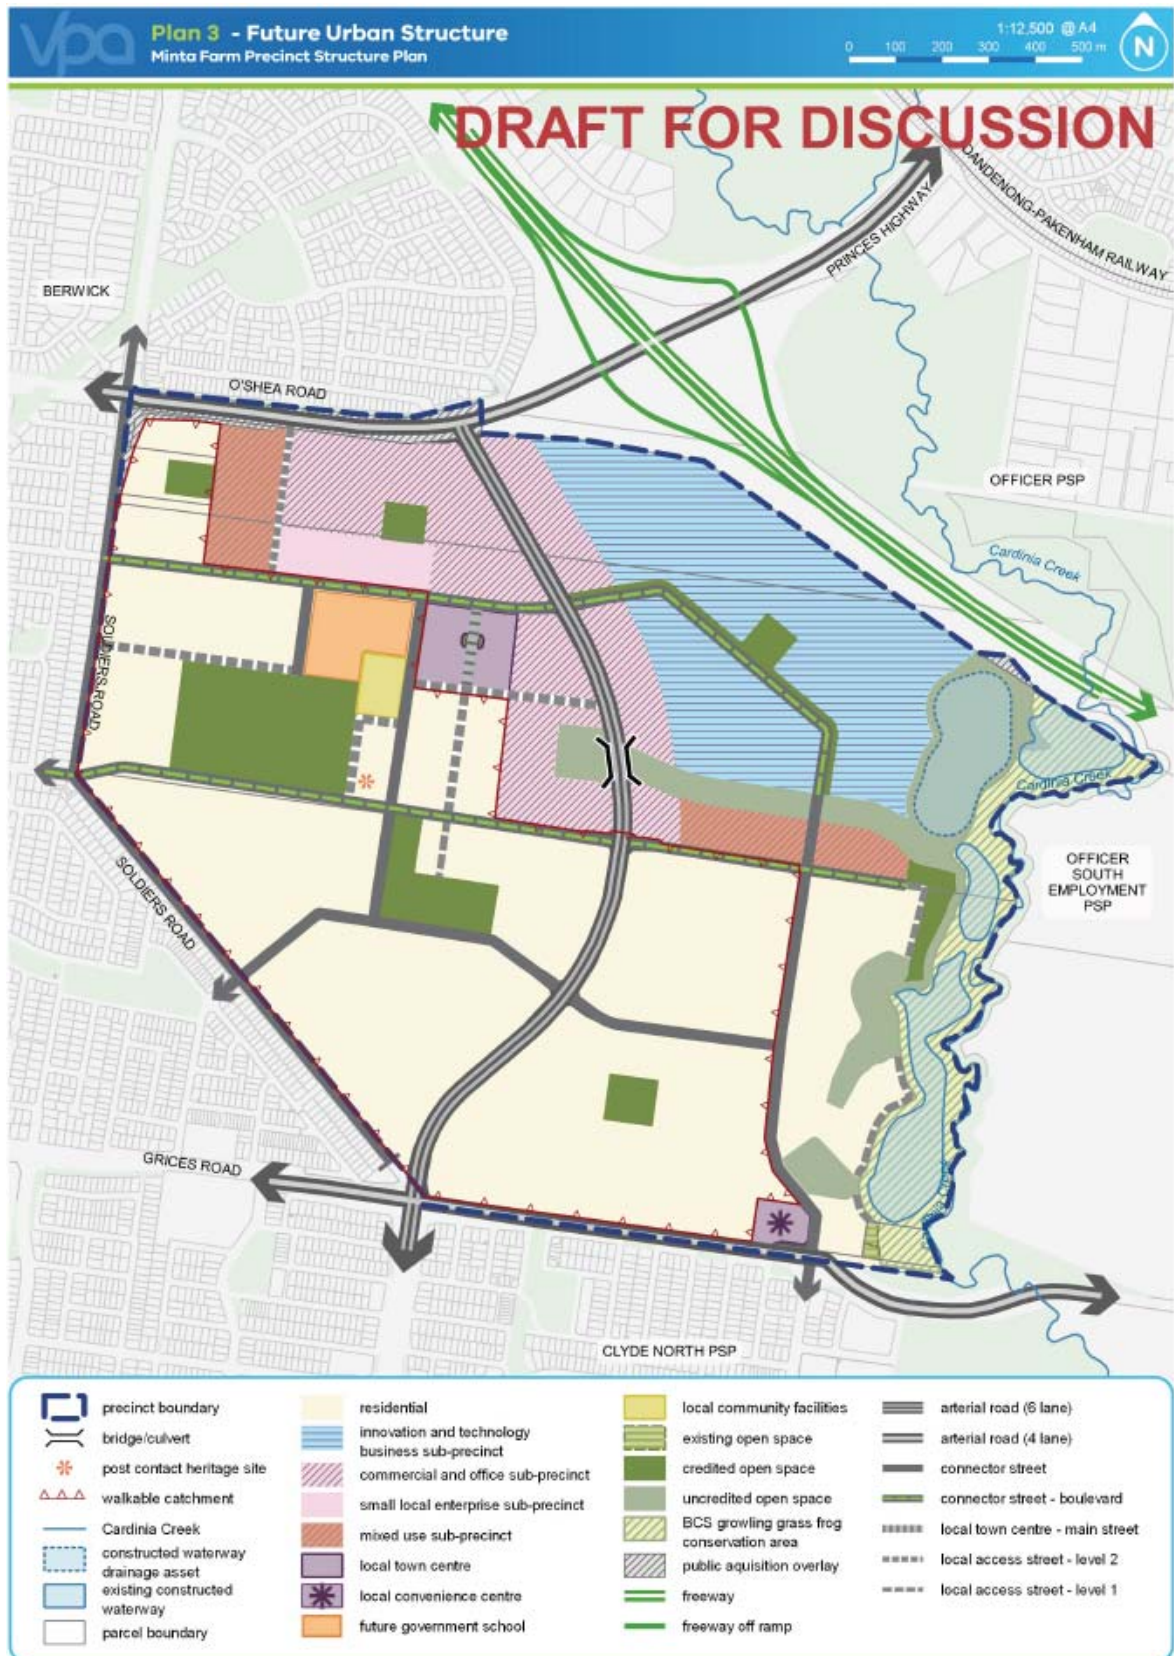 vpa
Plan 3 - Future Urban Structure
Minta Farm Precinct Structure Plan
1:12,500 @ A4
0 100 200 300 400 500 m
N
DRAFT FOR DISCUSSION
DANDENONG-PAKENHAM RAILWAY
PRINCES HIGHWAY
BERWICK
O'SHEA ROAD
OFFICER PSP
Cardinia Creek
SOLDIERS ROAD
Cardinia Creek
OFFICER
SOUTH
EMPLOYMENT
PSP
SOLDIERS ROAD
GRICES ROAD
Creek
CLYDE NORTH PSP
precinct boundary
bridge/culvert
post contact heritage site
walkable catchment
Cardinia Creek
constructed waterway
drainage asset
existing constructed
waterway
parcel boundary
residential
innovation and technology
business sub-precinct
commercial and office sub-precinct
small local enterprise sub-precinct
mixed use sub-precinct
local town centre
local convenience centre
future government school
local community facilities
existing open space
credited open space
uncredited open space
BCS growling grass frog
conservation area
public aquisition overlay
freeway
freeway off ramp
arterial road (6 lane)
arterial road (4 lane)
connector street
connector street - boulevard
local town centre - main street
local access street - level 2
local access street - level 1